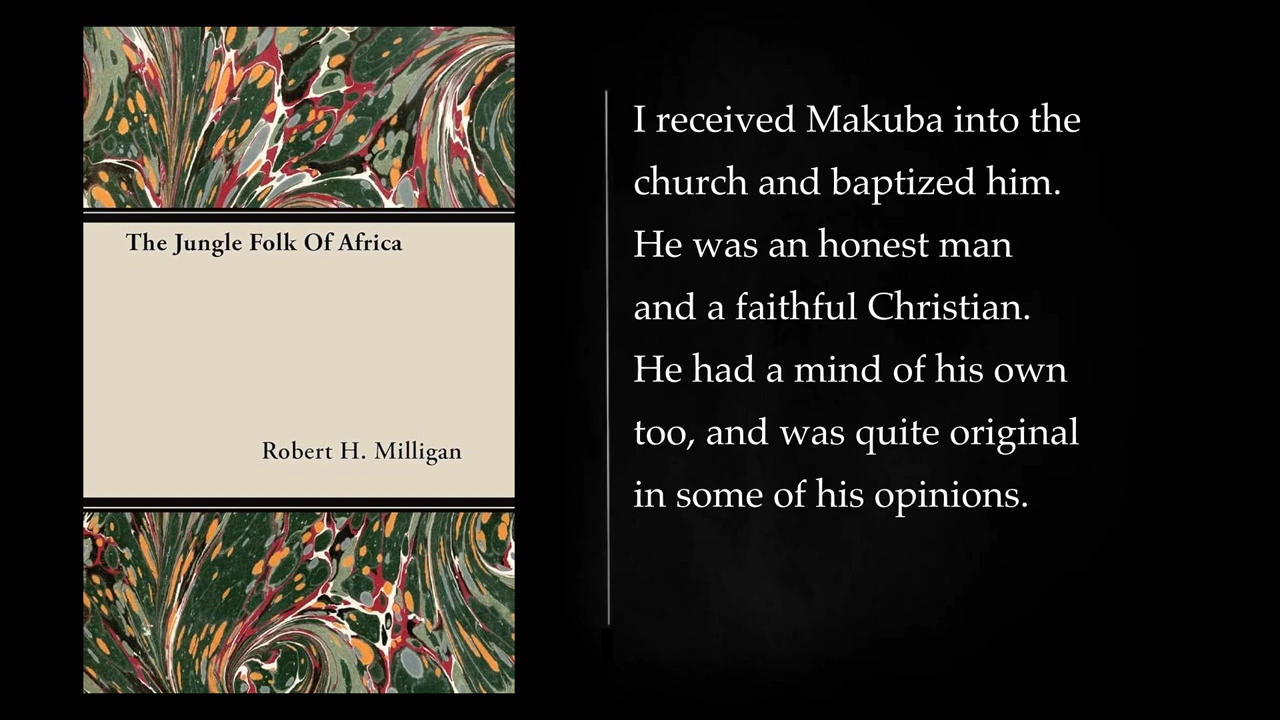 The Jungle Folk Of Africa
Robert H. Milligan
I received Makuba into the
church and baptized him.
He was an honest man
and a faithful Christian.
He had a mind of his own
too, and was quite original
in some of his opinions.